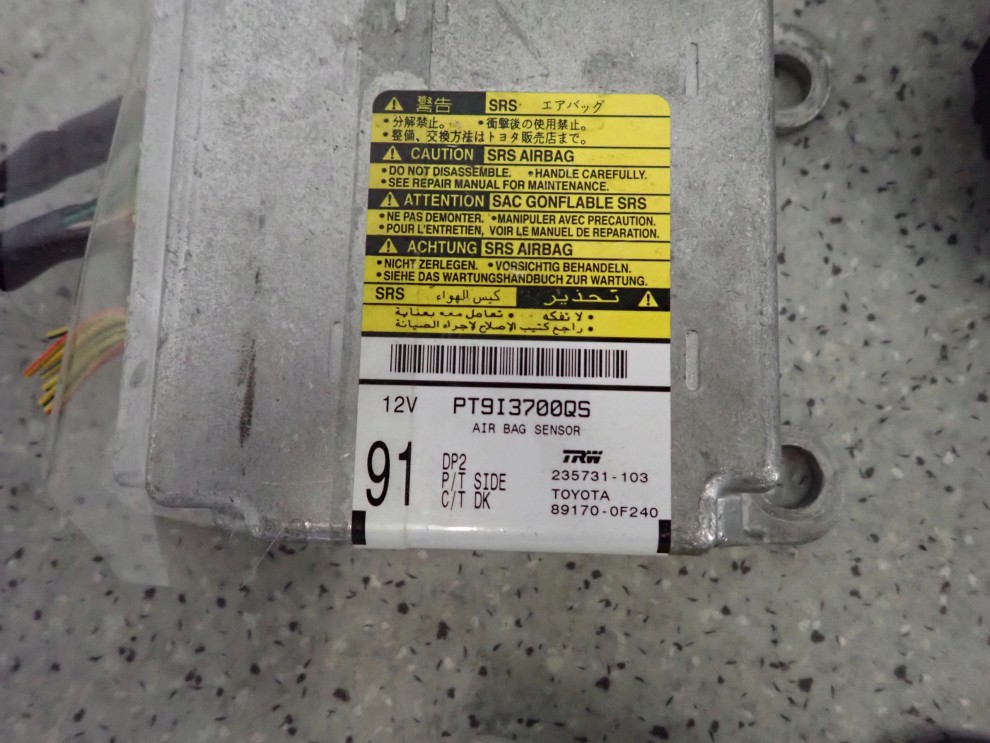 警告 SRS エアバッグ
•分解禁止。 •衝撃後の使用禁止。
•整備、交換方法はトヨタ販売店まで。
CAUTION SRS AIRBAG
•DO NOT DISASSEMBLE. •HANDLE CAREFULLY.
•SEE REPAIR MANUAL FOR MAINTENANCE.
ATTENTION SAC GONFLABLE SRS
•NE PAS DEMONTER. •MANIPULER AVEC PRECAUTION.
•POUR L'ENTRETIEN, VOIR LE MANUEL DE REPARATION.
ACHTUNG SRS AIRBAG
•NICHT ZERLEGEN. •VORSICHTIG BEHANDELN.
•SIEHE DAS WARTUNGSHANDBUCH ZUR WARTUNG.
تحذير كيس الهواء SRS
• لا تفكه • تعامل معه بعناية
• راجع كتيب الإصلاح لإجراء الصيانة
12V PT9I3700QS
AIR BAG SENSOR
91
DP2
P/T SIDE
C/T DK
TRW
235731-103
TOYOTA
89170-0F240